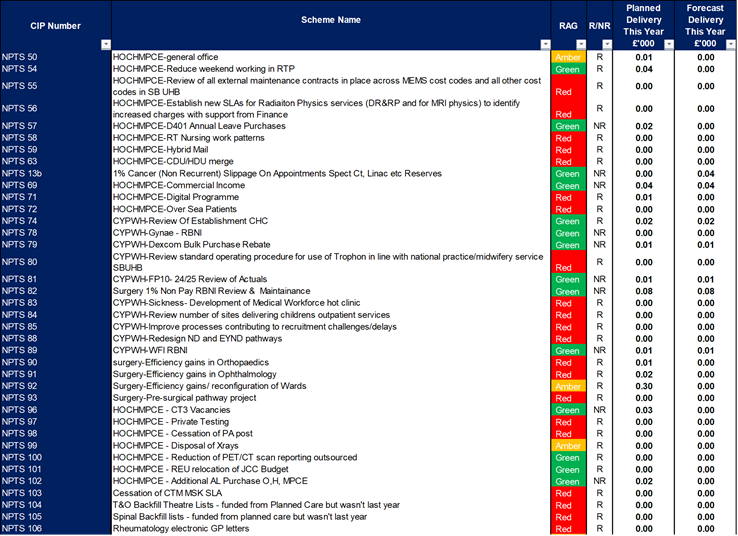 CIP Number Scheme Name RAG R/NR Planned Delivery This Year £'000 Forecast Delivery This Year £'000
NPTS 50 HOCHMPCE-general office Amber R 0.01 0.00
NPTS 54 HOCHMPCE-Reduce weekend working in RTP Green R 0.04 0.00
NPTS 55 HOCHMPCE-Review of all external maintenance contracts in place across MEMS cost codes and all other cost
codes in SB UHB Red R 0.00 0.00
NPTS 56 HOCHMPCE-Establish new SLAs for Radiaiton Physics services (DR&RP and for MRI physics) to identify
increased charges with support from Finance Red R 0.00 0.00
NPTS 57 HOCHMPCE-D401 Annual Leave Purchases Green NR 0.02 0.00
NPTS 58 HOCHMPCE-RT Nursing work patterns Red R 0.00 0.00
NPTS 59 HOCHMPCE-Hybrid Mail Red R 0.00 0.00
NPTS 63 HOCHMPCE-CDU/HDU merge Red R 0.00 0.00
NPTS 13b 1% Cancer (Non Recurrent) Slippage On Appointments Spect Ct, Linac etc Reserves Green NR 0.00 0.04
NPTS 69 HOCHMPCE-Commercial Income Green NR 0.04 0.04
NPTS 71 HOCHMPCE-Digital Programme Red R 0.01 0.00
NPTS 72 HOCHMPCE-Over Sea Patients Red R 0.00 0.00
NPTS 74 CYPWH-Review Of Establishment CHC Green R 0.02 0.02
NPTS 78 CYPWH-Gynae - RBNI Green NR 0.00 0.00
NPTS 79 CYPWH-Dexcom Bulk Purchase Rebate Green NR 0.01 0.01
NPTS 80 CYPWH-Review standard operating procedure for use of Trophon in line with national practice/midwifery service
SBUHB Red R 0.00 0.00
NPTS 81 CYPWH-FP10- 24/25 Review of Actuals Green NR 0.01 0.01
NPTS 82 Surgery 1% Non Pay RBNI Review & Maintainance Green NR 0.08 0.08
NPTS 83 CYPWH-Sickness- Development of Medical Workforce hot clinic Red R 0.00 0.00
NPTS 84 CYPWH-Review number of sites delivering childrens outpatient services Red R 0.00 0.00
NPTS 85 CYPWH-Improve processes contributing to recruitment challenges/delays Red R 0.00 0.00
NPTS 88 CYPWH-Redesign ND and EYND pathways Red R 0.00 0.00
NPTS 89 CYPWH-WFI RBNI Green NR 0.01 0.01
NPTS 90 surgery-Efficiency gains in Orthopaedics Red R 0.01 0.00
NPTS 91 Surgery-Efficiency gains in Ophthalmology Red R 0.02 0.00
NPTS 92 Surgery-Efficiency gains/ reconfiguration of Wards Amber R 0.30 0.00
NPTS 93 Surgery-Pre-surgical pathway project Red R 0.00 0.00
NPTS 96 HOCHMPCE - CT3 Vacancies Green NR 0.03 0.00
NPTS 97 HOCHMPCE - Private Testing Red R 0.00 0.00
NPTS 98 HOCHMPCE - Cessation of PA post Red R 0.00 0.00
NPTS 99 HOCHMPCE - Disposal of Xrays Amber R 0.00 0.00
NPTS 100 HOCHMPCE - Reduction of PET/CT scan reporting outsourced Green R 0.00 0.00
NPTS 101 HOCHMPCE - REU relocation of JCC Budget Green R 0.00 0.00
NPTS 102 HOCHMPCE - Additional AL Purchase O,H, MPCE Green NR 0.02 0.00
NPTS 103 Cessation of CTM MSK SLA Red R 0.00 0.00
NPTS 104 T&O Backfill Theatre Lists - funded from Planned Care but wasn't last year Red R 0.00 0.00
NPTS 105 Spinal Backfill lists - funded from planned care but wasn't last year Red R 0.00 0.00
NPTS 106 Rheumatology electronic GP letters Red R 0.00 0.00